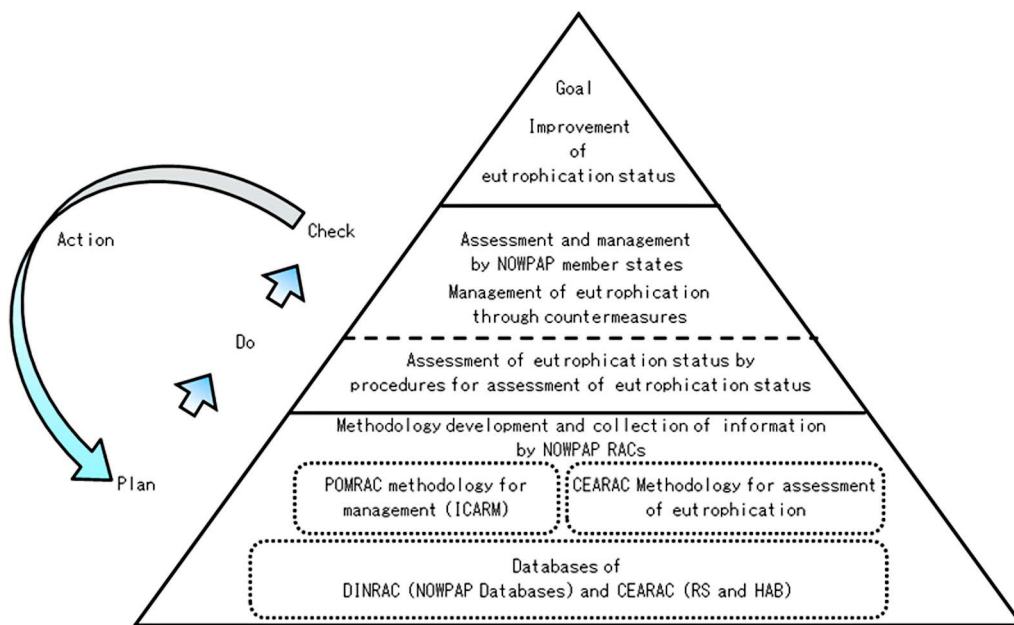 Goal
Improvement
of
eutrophication status
Check
Action
Do
Plan
Assessment and management
by NOWPAP member states
Management of eutrophication
through countermeasures
Assessment of eutrophication status by
procedures for assessment of eutrophication status
Methodology development and collection of information
by NOWPAP RACs
POMRAC methodology for
management (ICARM)
CEARAC Methodology for assessment
of eutrophication
Databases of
DINRAC (NOWPAP Databases) and CEARAC (RS and HAB)